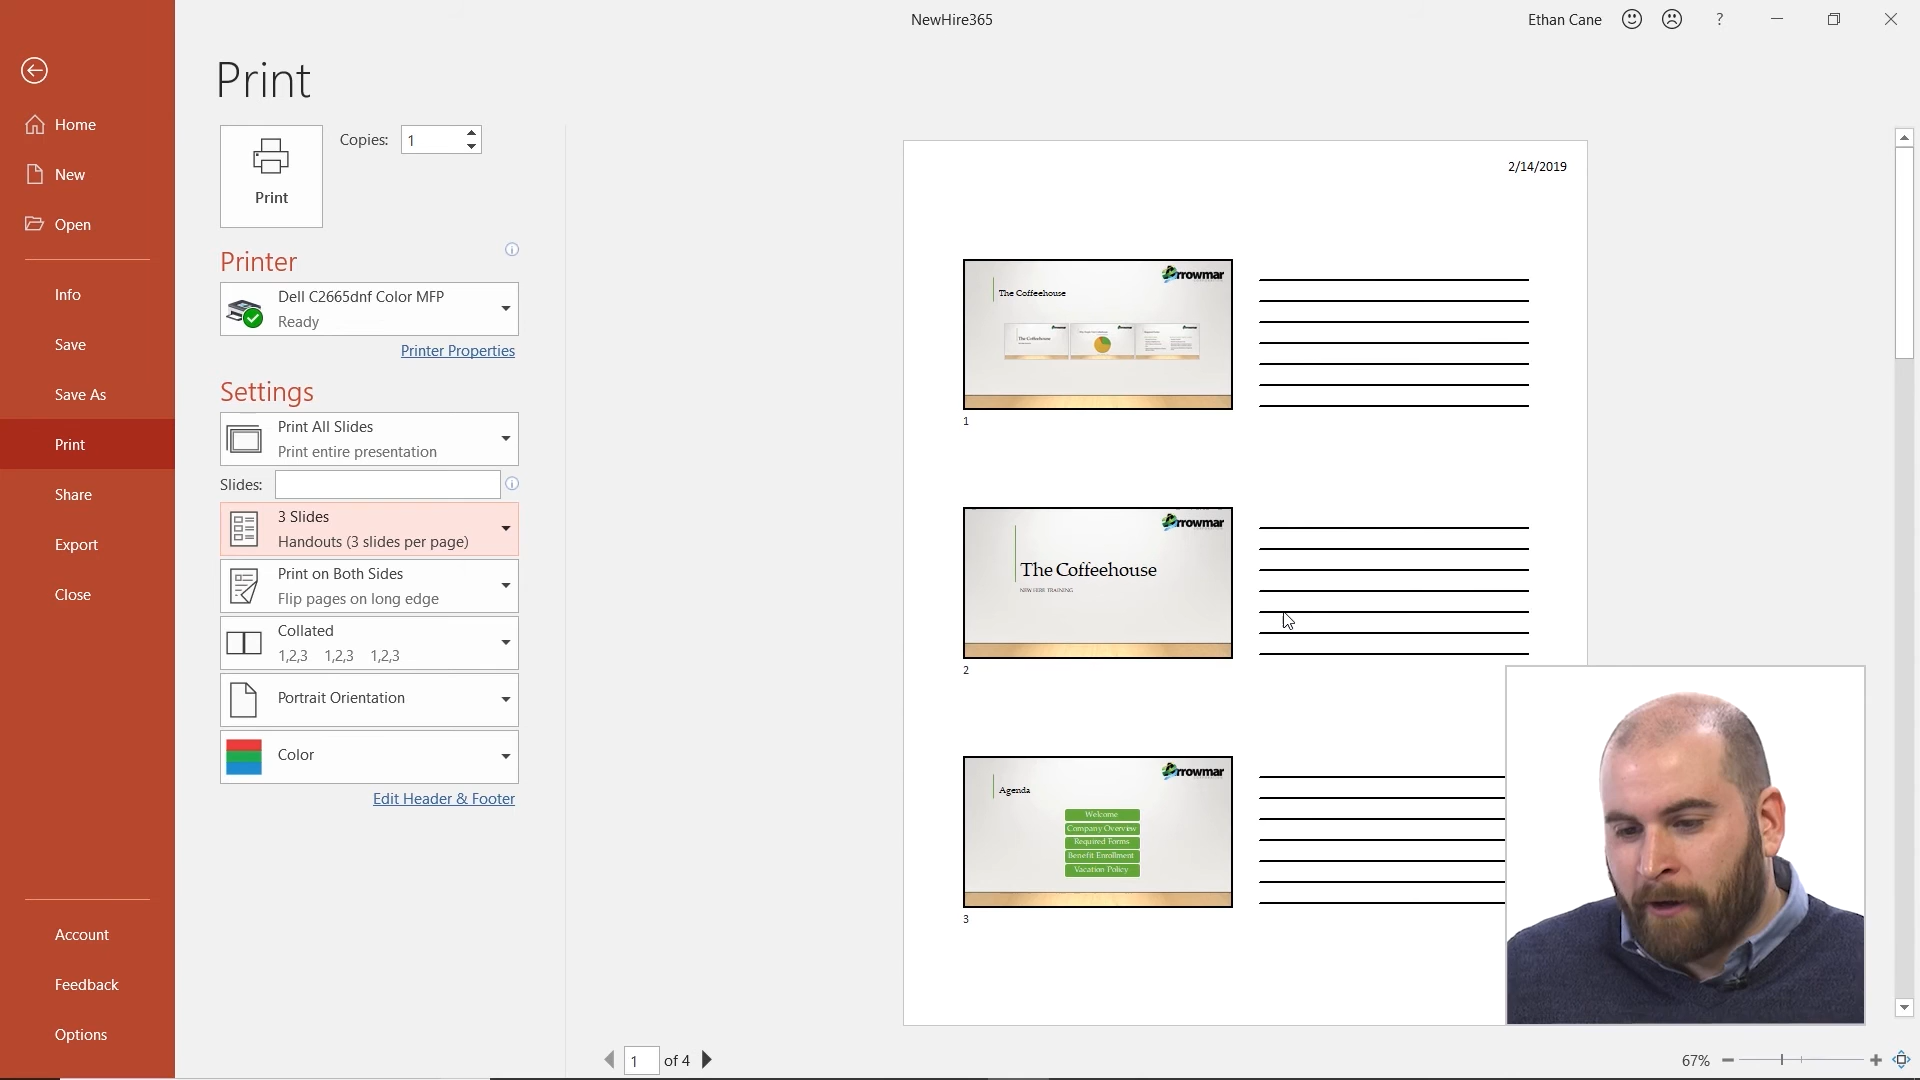 NewHire365
Ethan Cane
?
Print
Home
New
Open
Info
Save
Save As
Print
Share
Export
Close
Account
Feedback
Options
Print
Copies: 1
Printer
Dell C2665dnf Color MFP
Ready
Printer Properties
Settings
Print All Slides
Print entire presentation
Slides:
3 Slides
Handouts (3 slides per page)
Print on Both Sides
Flip pages on long edge
Collated
1,2,3 1,2,3 1,2,3
Portrait Orientation
Color
Edit Header & Footer
2/14/2019
rrowmar
The Coffeehouse
The Coffeehouse
1
rrowmar
The Coffeehouse
NEW HIRE TRAINING
2
rrowmar
Agenda
Welcome
Company Overview
Required Forms
Benefit Enrollment
Vacation Policy
3
1 of 4
67%